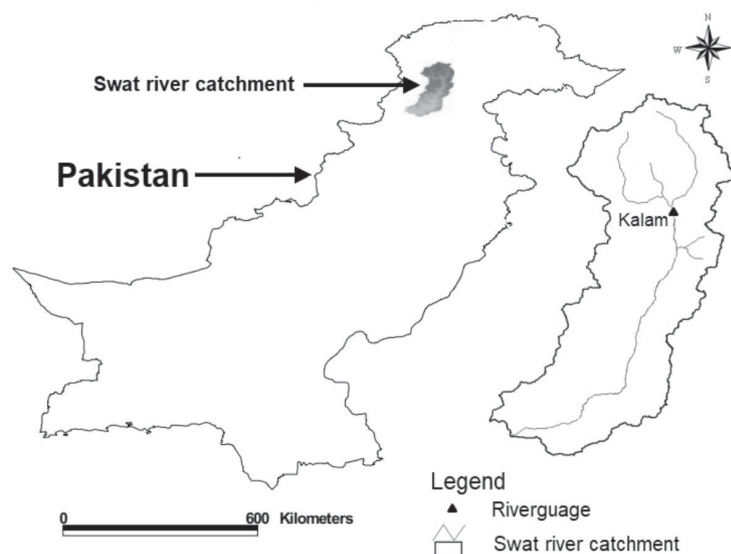 N
W
S
Swat river catchment
Pakistan
Kalam
Legend
Riverguage
Swat river catchment
0 600 Kilometers